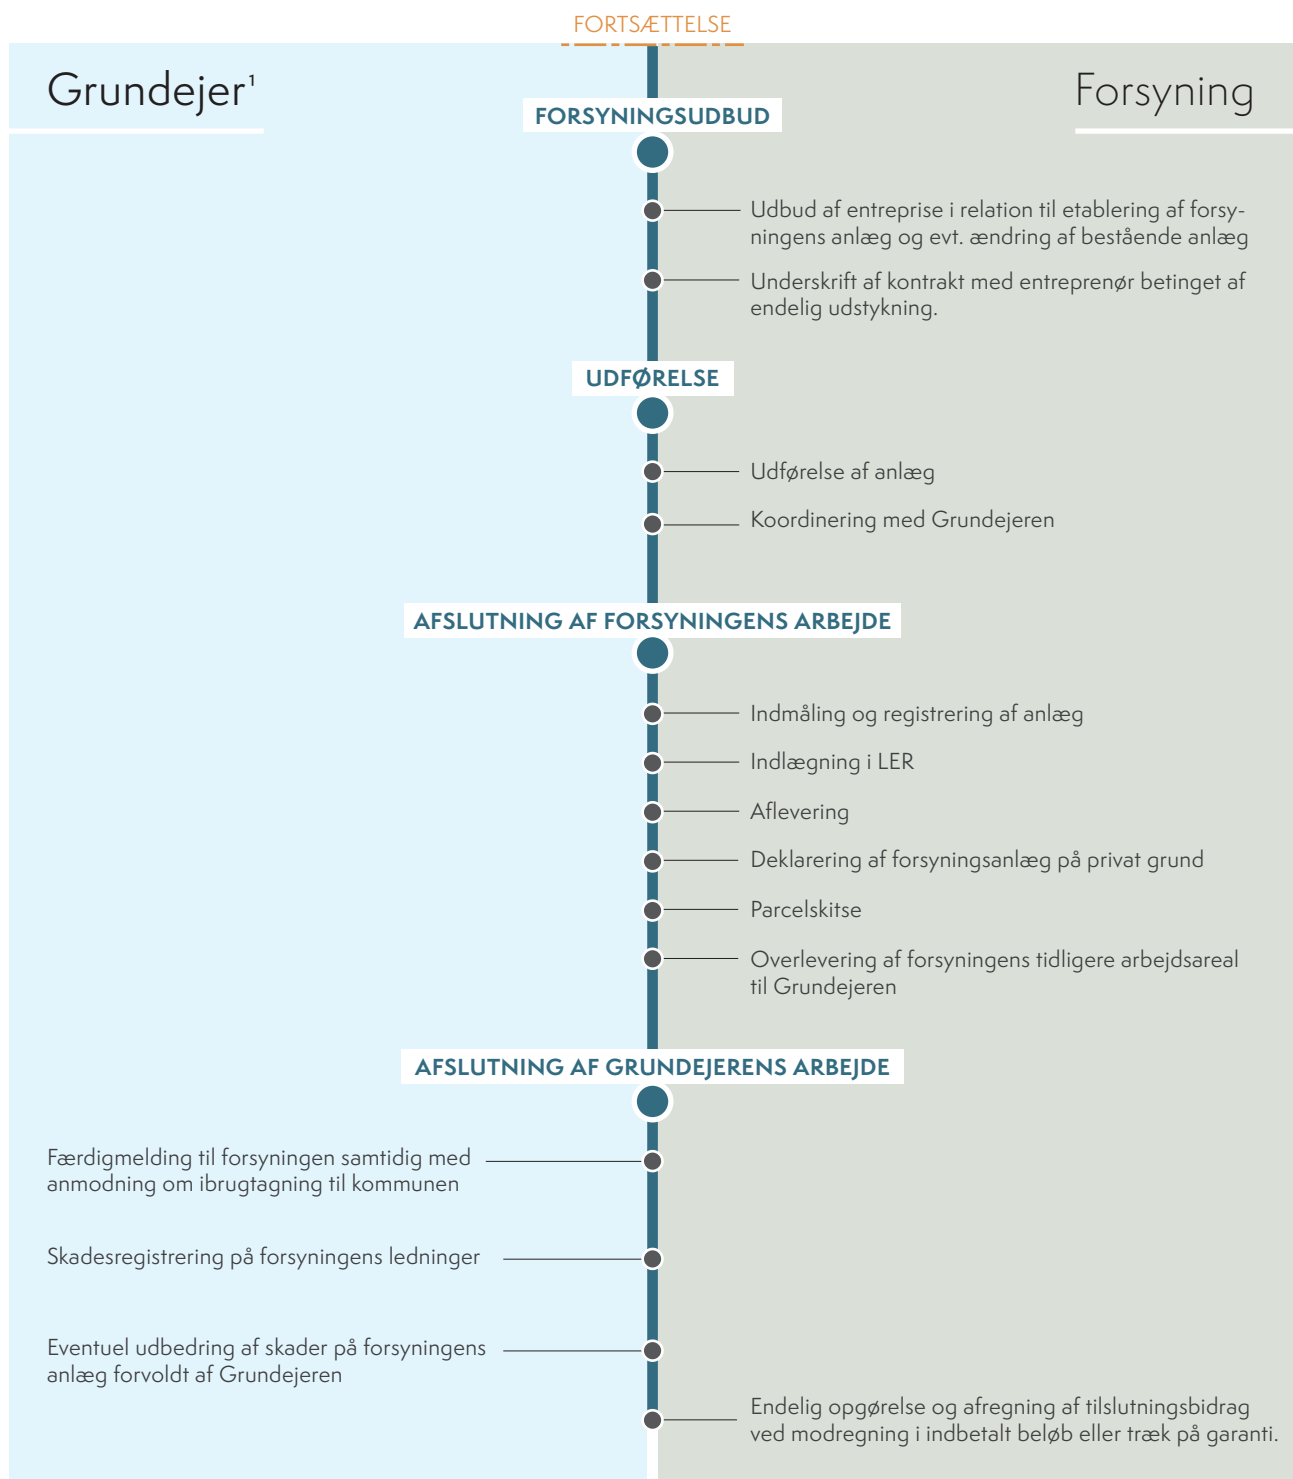 FORTSÆTTELSE
Grundejer¹
Forsyning
FORSYNINGSUDBUD
Udbud af entreprise i relation til etablering af forsy-
ningens anlæg og evt. ændring af bestående anlæg
Underskrift af kontrakt med entreprenør betinget af
endelig udstykning.
UDFØRELSE
Udførelse af anlæg
Koordinering med Grundejeren
AFSLUTNING AF FORSYNINGENS ARBEJDE
Indmåling og registrering af anlæg
Indlægning i LER
Aflevering
Deklarering af forsyningsanlæg på privat grund
Parcelskitse
Overlevering af forsyningens tidligere arbejdsareal
til Grundejeren
AFSLUTNING AF GRUNDEJERENS ARBEJDE
Færdigmelding til forsyningen samtidig med
anmodning om ibrugtagning til kommunen
Skadesregistrering på forsyningens ledninger
Eventuel udbedring af skader på forsyningens
anlæg forvoldt af Grundejeren
Endelig opgørelse og afregning af tilslutningsbidrag
ved modregning i indbetalt beløb eller træk på garanti.